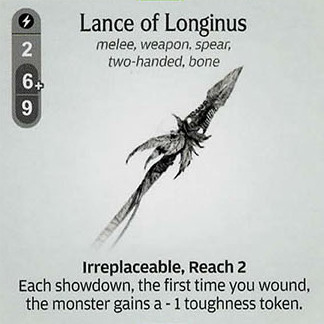 Lance of Longinus
melee, weapon, spear,
two-handed, bone
2
6+
9
Irreplaceable, Reach 2
Each showdown, the first time you wound,
the monster gains a - 1 toughness token.